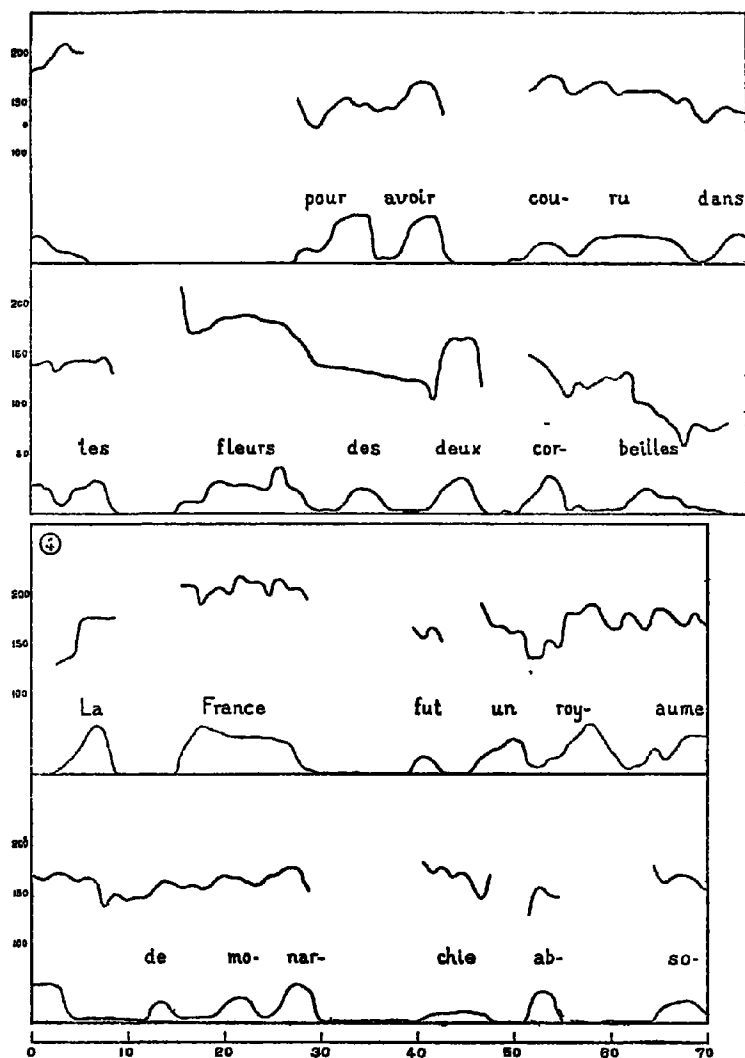 200
150
100
pour avoir cou- ru dans
200
150
100
50
les fleurs des deux cor- beilles
4
200
150
100
La France fut un roy- aume
200
150
100
de mo- nar- chie ab- so-
0 10 20 30 40 50 60 70